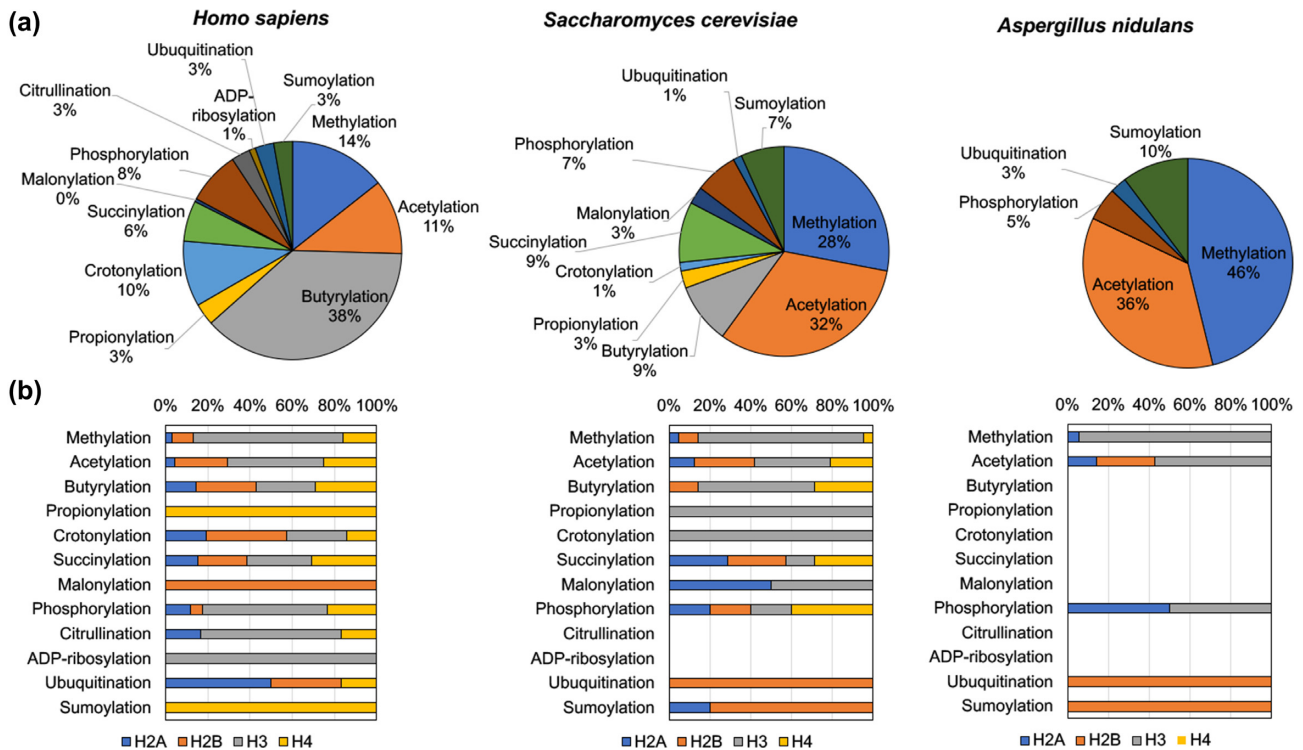 (a)
Homo sapiens
Saccharomyces cerevisiae
Aspergillus nidulans
Ubuquitination
3%
Citrullination
3%
ADP-
ribosylation
1%
Sumoylation
3%
Methylation
14%
Phosphorylation
8%
Malonylation
0%
Succinylation
6%
Acetylation
11%
Crotonylation
10%
Butyrylation
38%
Propionylation
3%
Ubuquitination
1%
Sumoylation
7%
Phosphorylation
7%
Malonylation
3%
Methylation
28%
Succinylation
9%
Crotonylation
1%
Acetylation
32%
Propionylation
3%
Butyrylation
9%
Sumoylation
10%
Ubuquitination
3%
Phosphorylation
5%
Methylation
46%
Acetylation
36%
(b)
0% 20% 40% 60% 80% 100%
Methylation
Acetylation
Butyrylation
Propionylation
Crotonylation
Succinylation
Malonylation
Phosphorylation
Citrullination
ADP-ribosylation
Ubuquitination
Sumoylation
H2A H2B H3 H4
0% 20% 40% 60% 80% 100%
Methylation
Acetylation
Butyrylation
Propionylation
Crotonylation
Succinylation
Malonylation
Phosphorylation
Citrullination
ADP-ribosylation
Ubuquitination
Sumoylation
H2A H2B H3 H4
0% 20% 40% 60% 80% 100%
Methylation
Acetylation
Butyrylation
Propionylation
Crotonylation
Succinylation
Malonylation
Phosphorylation
Citrullination
ADP-ribosylation
Ubuquitination
Sumoylation
H2A H2B H3 H4